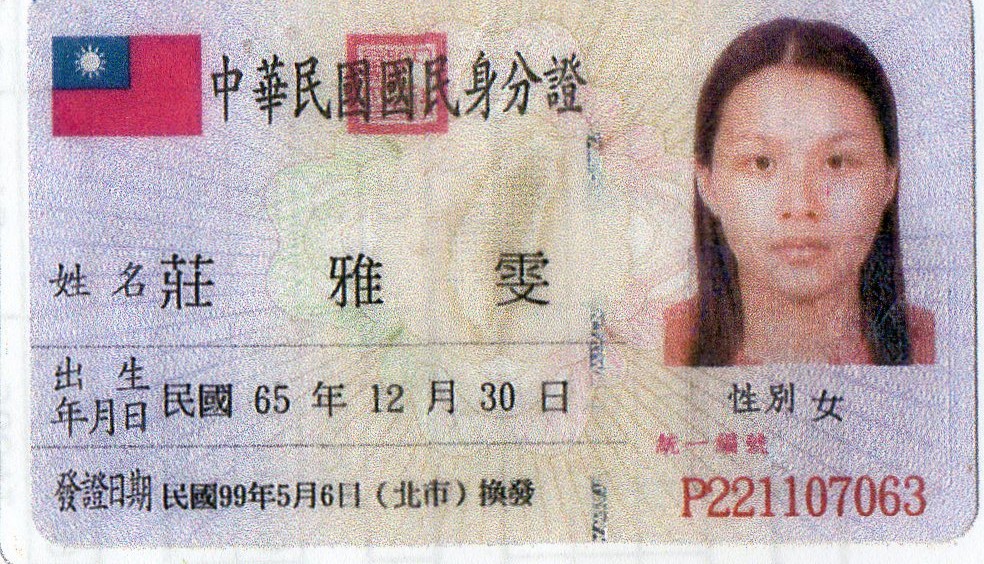 中華民國國民身分證
姓名 莊雅雯
出生年月日 民國 65 年 12 月 30 日
性別 女
統一編號
P221107063
發證日期 民國99年5月6日（北市）換發